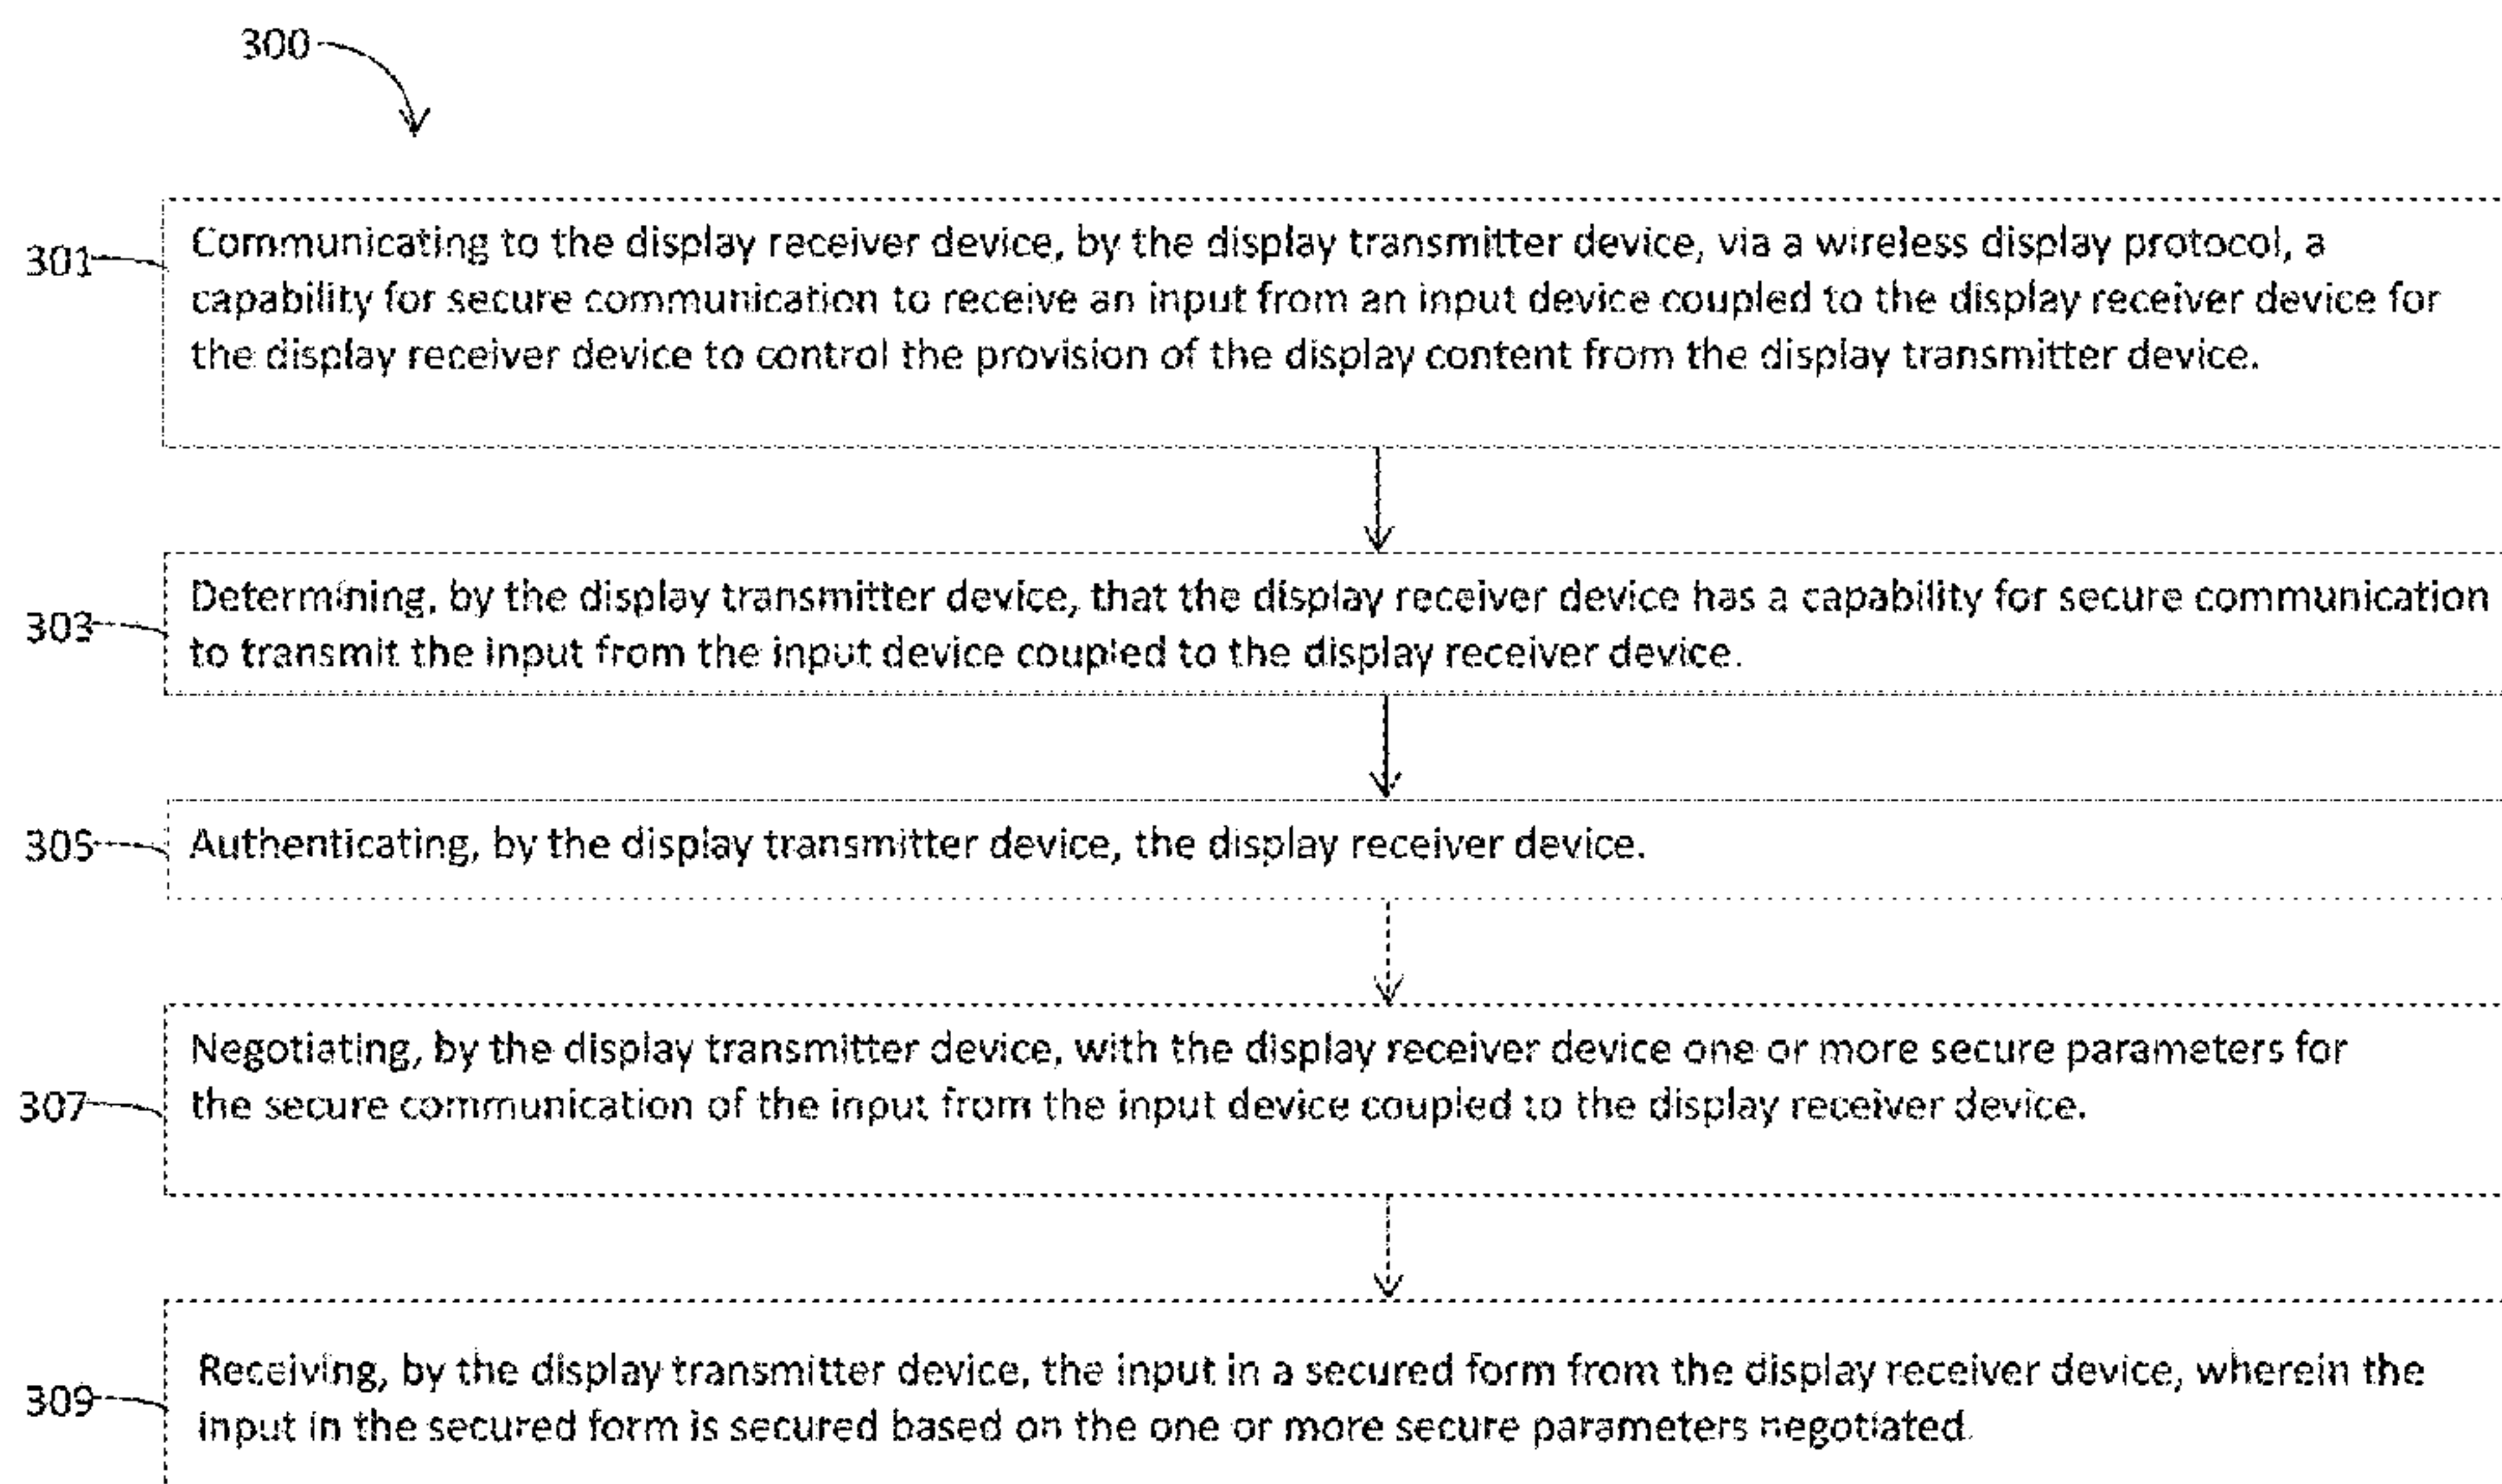 300
301
Communicating to the display receiver device, by the display transmitter device, via a wireless display protocol, a
capability for secure communication to receive an input from an input device coupled to the display receiver device for
the display receiver device to control the provision of the display content from the display transmitter device.
303
Determining, by the display transmitter device, that the display receiver device has a capability for secure communication
to transmit the input from the input device coupled to the display receiver device.
305
Authenticating, by the display transmitter device, the display receiver device.
307
Negotiating, by the display transmitter device, with the display receiver device one or more secure parameters for
the secure communication of the input from the input device coupled to the display receiver device.
309
Receiving, by the display transmitter device, the input in a secured form from the display receiver device, wherein the
input in the secured form is secured based on the one or more secure parameters negotiated.